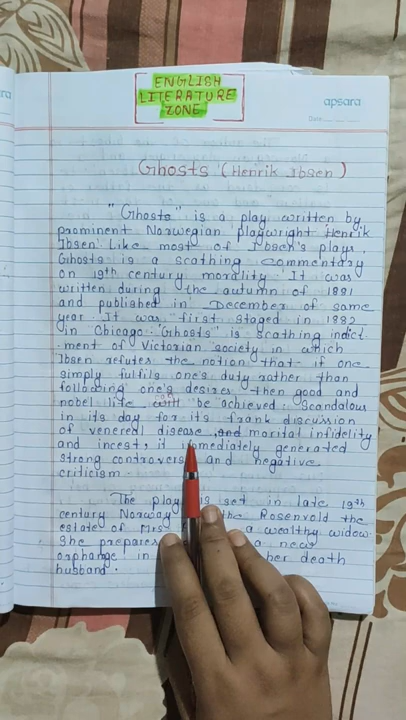 ENGLISH
LITERATURE
ZONE
apsara
Date
Ghosts (Henrik Ibsen)
"Ghosts" is a play written by
prominent Norwegian playwright Henrik
Ibsen. Like most of Ibsen's plays,
Ghosts is a scathing commentary
on 19th century morality. It was
written during the autumn of 1881
and published in December of same
year. It was first staged in 1882
in Chicago. "Ghosts" is scathing indict-
ment of Victorian society in which
Ibsen refutes the notion that if one
simply fulfils one's duty rather than
following one's desires then good and
nobel life can be achieved. Scandalous
in its day for its frank discussion
of venereal disease, and marital infidelity
and incest, it immediately generated
strong controvers and negative
criticism.
The play is set in late 19th
century Norway Rosenvold the
estate of Mrs a wealthy widow.
She prepares a new
orphange in her death
husband.